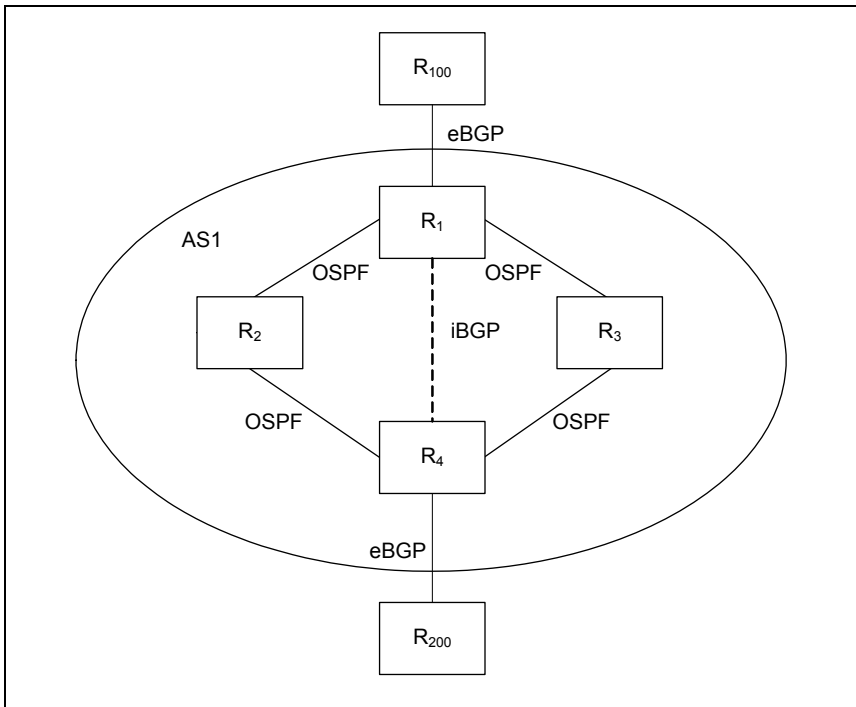 R100
eBGP
R1
AS1
OSPF OSPF
R2 iBGP R3
OSPF OSPF
R4
eBGP
R200